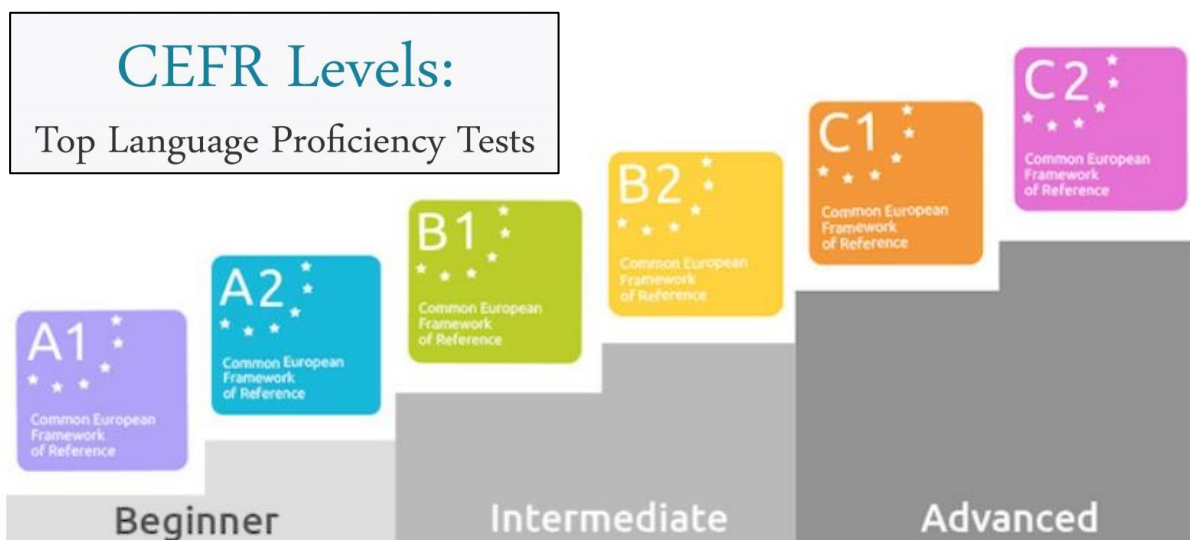 CEFR Levels:
Top Language Proficiency Tests
A1
Common European
Framework
of Reference
A2
Common European
Framework
of Reference
B1
Common European
Framework
of Reference
B2
Common European
Framework
of Reference
C1
Common European
Framework
of Reference
C2
Common European
Framework
of Reference
Beginner
Intermediate
Advanced